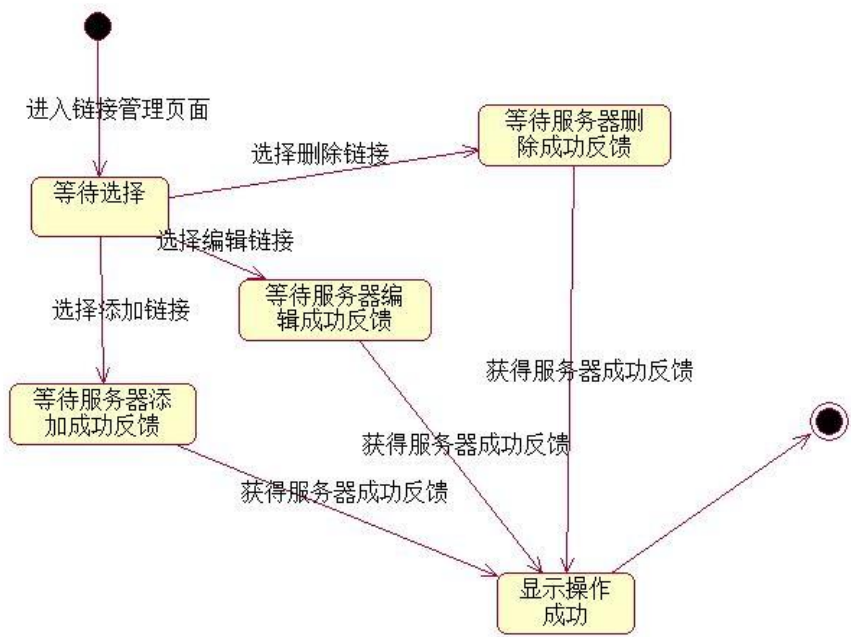 进入链接管理页面
等待服务器删
除成功反馈
选择删除链接
等待选择
选择编辑链接
等待服务器编
辑成功反馈
选择添加链接
获得服务器成功反馈
等待服务器添
加成功反馈
获得服务器成功反馈
获得服务器成功反馈
显示操作
成功